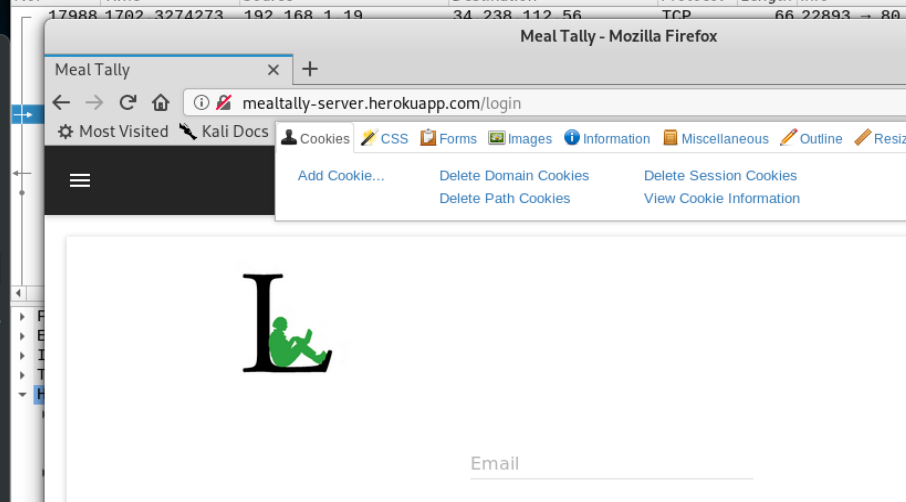 17988 1702.3274273 192.168.1.19 34.238.112.56 TCP 66 22893 → 80
Meal Tally - Mozilla Firefox
Meal Tally
mealtally-server.herokuapp.com/login
Most Visited Kali Docs
Cookies CSS Forms Images Information Miscellaneous Outline Resiz
Add Cookie... Delete Domain Cookies Delete Session Cookies
Delete Path Cookies View Cookie Information
L
F
E
I
T
H
Email